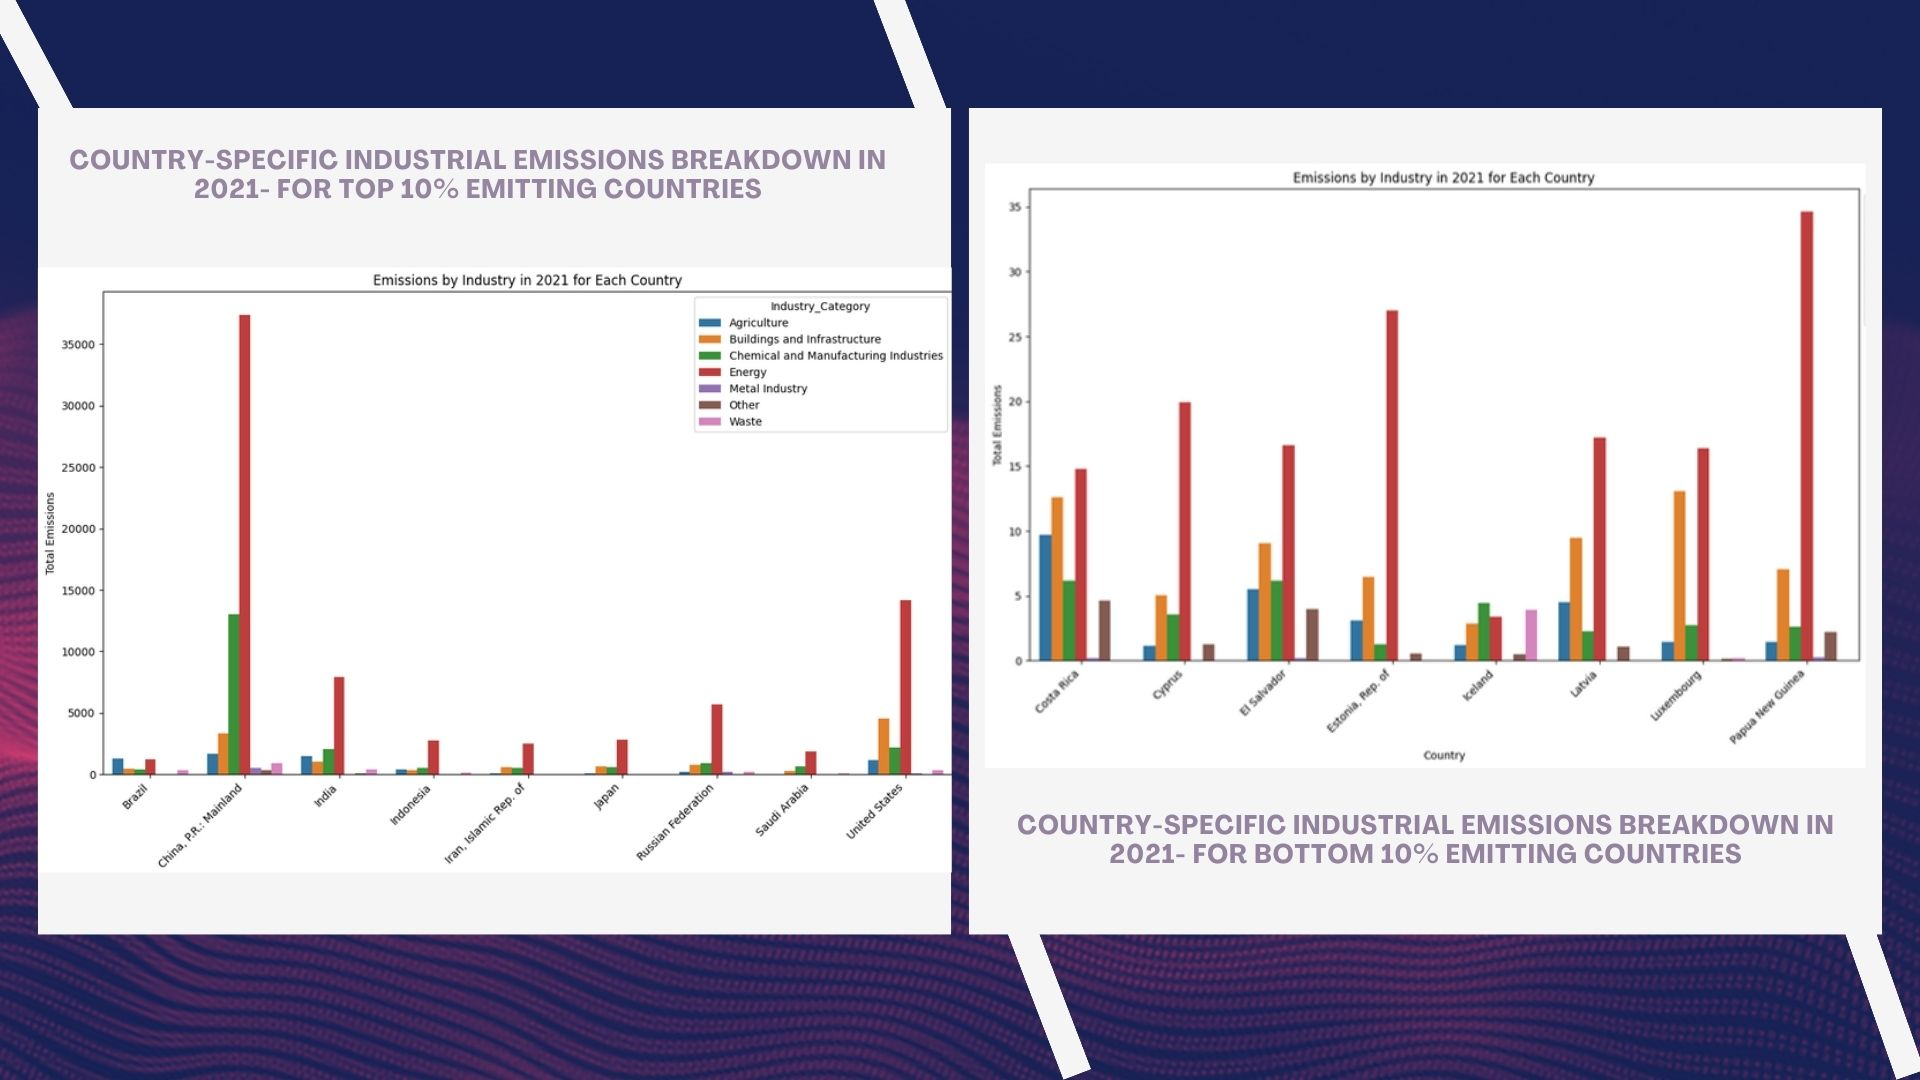 COUNTRY-SPECIFIC INDUSTRIAL EMISSIONS BREAKDOWN IN
2021- FOR TOP 10% EMITTING COUNTRIES
Emissions by Industry in 2021 for Each Country
Industry_Category
Agriculture
Buildings and Infrastructure
Chemical and Manufacturing Industries
Energy
Metal Industry
Other
Waste
Total Emissions
35000
30000
25000
20000
15000
10000
5000
0
Brazil
China, P.R.: Mainland
India
Indonesia
Iran, Islamic Rep. of
Japan
Russian Federation
Saudi Arabia
United States
Emissions by Industry in 2021 for Each Country
Total Emissions
35
30
25
20
15
10
5
0
Costa Rica
Cyprus
El Salvador
Estonia, Rep. of
Iceland
Latvia
Luxembourg
Papua New Guinea
Country
COUNTRY-SPECIFIC INDUSTRIAL EMISSIONS BREAKDOWN IN
2021- FOR BOTTOM 10% EMITTING COUNTRIES